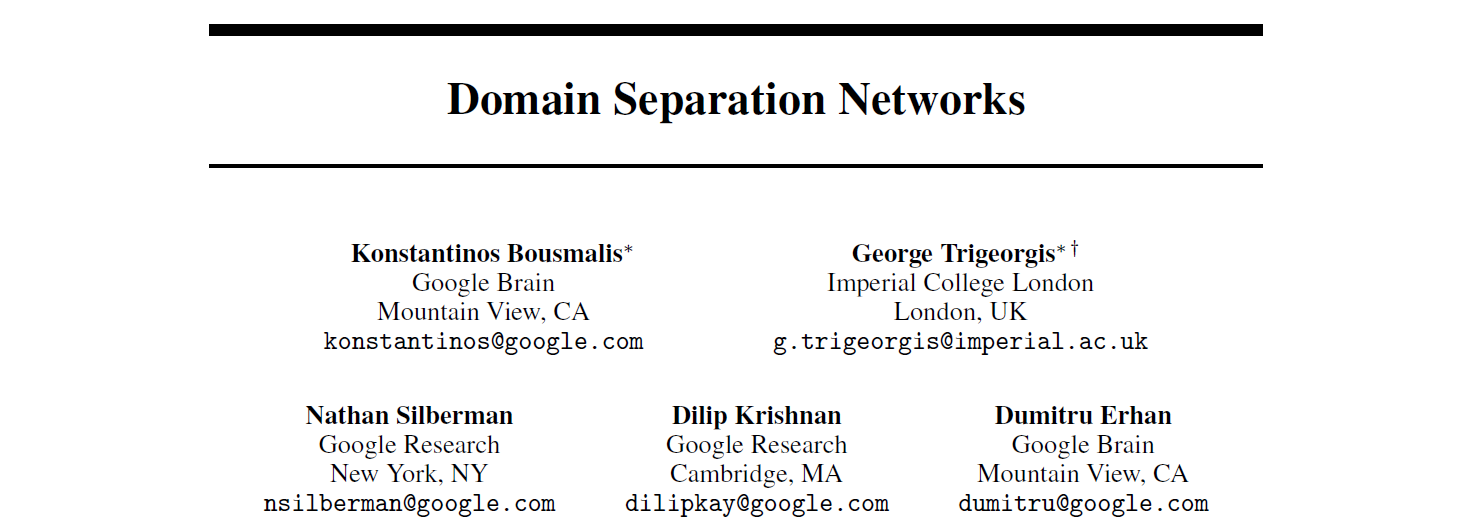 Domain Separation Networks
Konstantinos Bousmalis*
Google Brain
Mountain View, CA
konstantinos@google.com
George Trigeorgis* †
Imperial College London
London, UK
g.trigeorgis@imperial.ac.uk
Nathan Silberman
Google Research
New York, NY
nsilberman@google.com
Dilip Krishnan
Google Research
Cambridge, MA
dilipkay@google.com
Dumitru Erhan
Google Brain
Mountain View, CA
dumitru@google.com